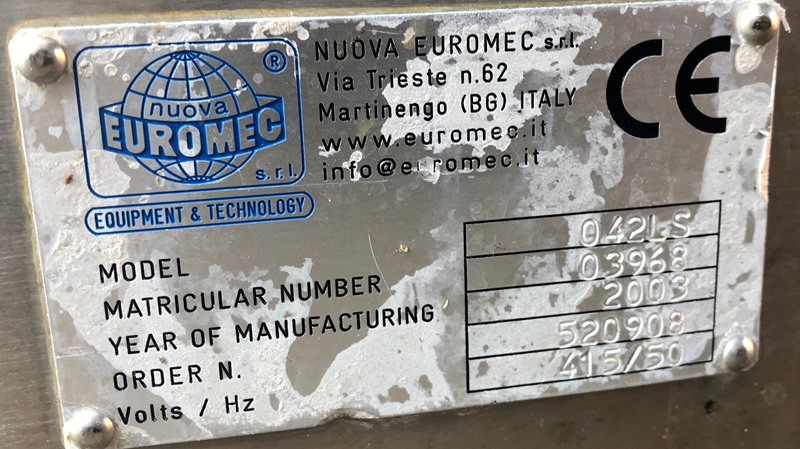 nuova
EUROMEC
s.r.l.
®
EQUIPMENT & TECHNOLOGY
NUOVA EUROMEC s.r.l.
Via Trieste n.62
Martinengo (BG) ITALY
www.euromec.it
info@euromec.it
CE
MODEL 042LS
MATRICULAR NUMBER 03968
YEAR OF MANUFACTURING 2003
ORDER N. 520908
Volts / Hz 415/50